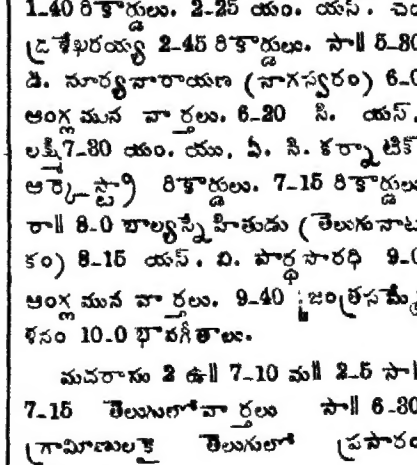 1-40 రికార్డులు. 2-25 యం. యస్. చం
ద్రశేఖరయ్య 2-45 రికార్డులు. సా॥ 5-30
డి. సూర్యనారాయణ (నాగస్వరం) 6-0
ఆంగ్లమున వార్తలు. 6-20 సి. యస్.
లక్ష్మి 7-30 యం. యు. ఏ. సి. కర్నాటిక్
ఆర్కెస్ట్రా రికార్డులు. 7-15 రికార్డులు
రా॥ 8-0 బాల్యస్నేహితుడు (తెలుగునాట
కం) 8-15 యస్. వి. పార్థసారథి 9-0
ఆంగ్లమున వార్తలు. 9-40 జంత్రసమ్మే
ళనం 10-0 భావగీతాలు.
మదరాసు 2 ఉ॥ 7-10 మ॥ 2-5 సా॥
7-15 తెలుగులో వార్తలు సా॥ 6-30
గ్రామీణులకై తెలుగులో ప్రసారం